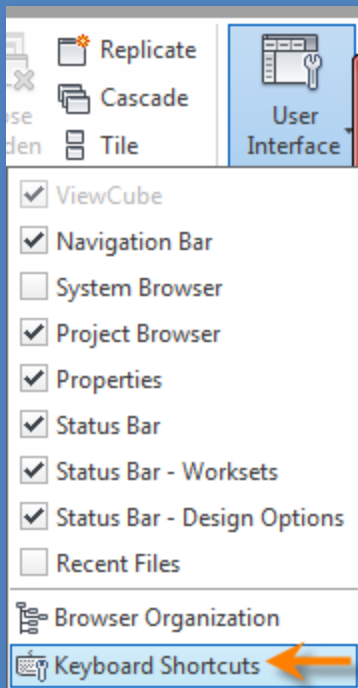 Replicate
Cascade
Tile
User
Interface
ViewCube
Navigation Bar
System Browser
Project Browser
Properties
Status Bar
Status Bar - Worksets
Status Bar - Design Options
Recent Files
Browser Organization
Keyboard Shortcuts